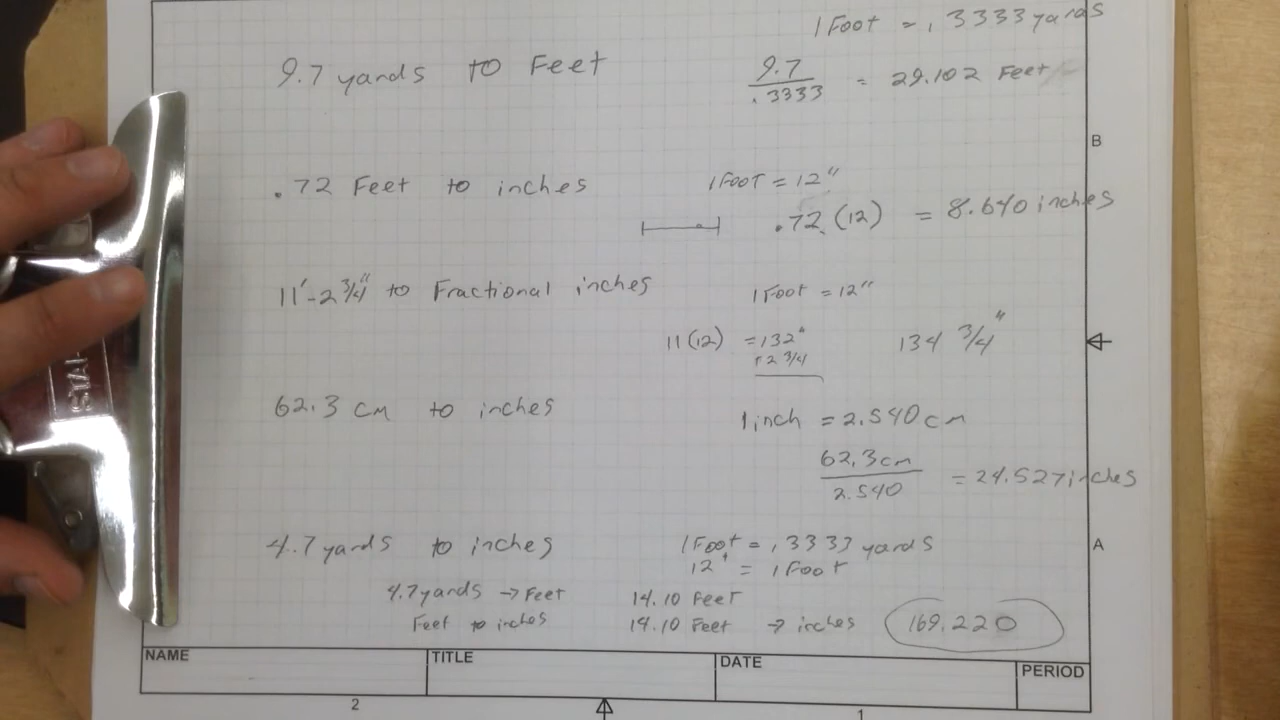 1 Foot = .3333 yards
9.7 yards to Feet
9.7 / .3333 = 29.102 Feet
B
.72 Feet to inches
1 Foot = 12"
.72 (12) = 8.640 inches
11'-2 3/4" to Fractional inches
1 Foot = 12"
11(12) = 132"
+2 3/4
134 3/4"
62.3 cm to inches
1 inch = 2.540 cm
62.3 cm / 2.540 = 24.527 inches
4.7 yards to inches
1 Foot = .3333 yards
12" = 1 Foot
A
4.7 yards → Feet 14.10 Feet
Feet to inches 14.10 Feet → inches 169.220
NAME TITLE DATE PERIOD
2 1